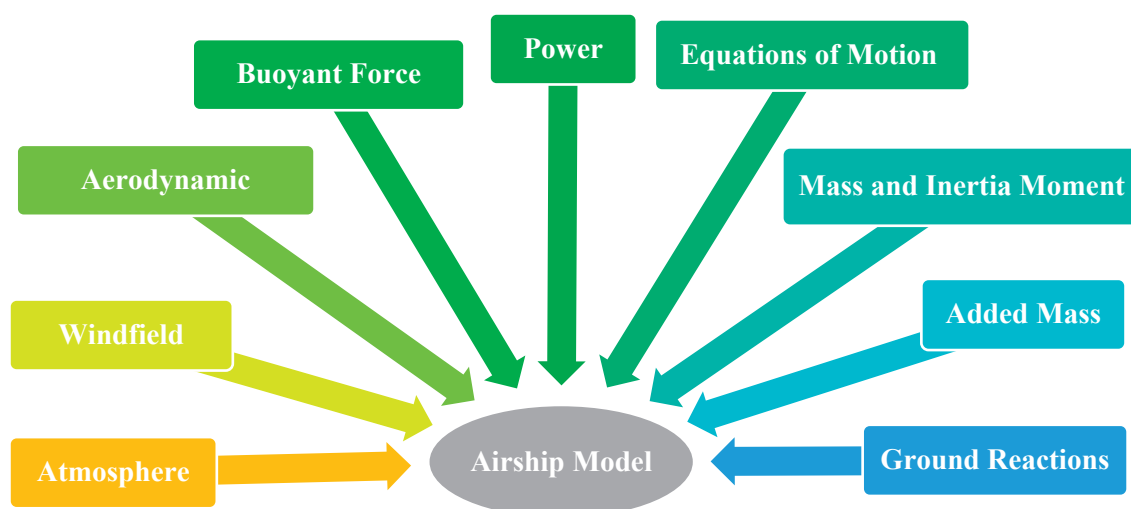 Power
Equations of Motion
Buoyant Force
Aerodynamic
Mass and Inertia Moment
Windfield
Added Mass
Atmosphere
Airship Model
Ground Reactions